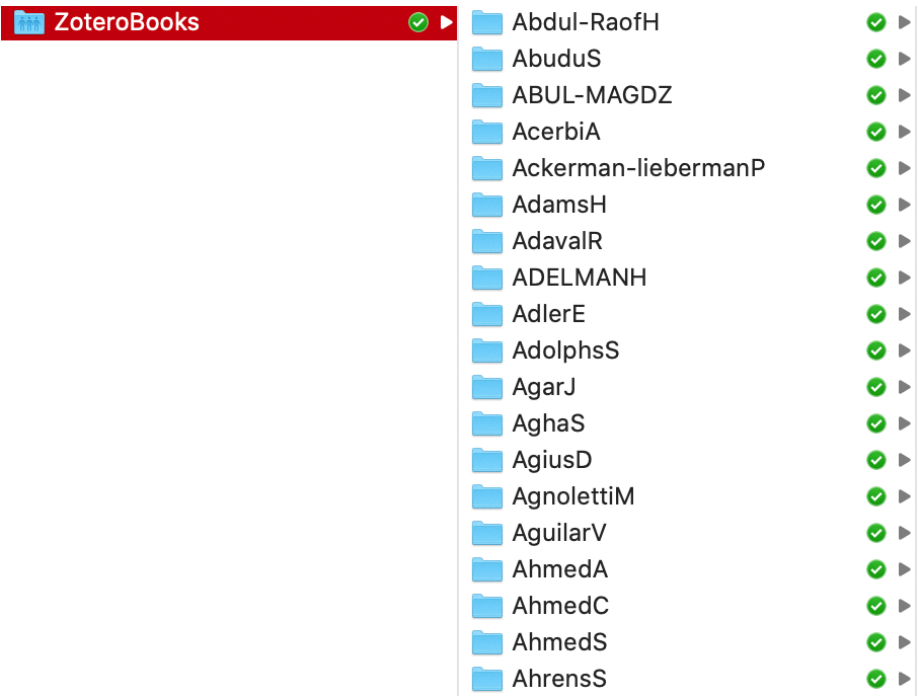 ZoteroBooks
Abdul-RaofH
AbuduS
ABUL-MAGDZ
AcerbiA
Ackerman-liebermanP
AdamsH
AdavalR
ADELMANH
AdlerE
AdolphsS
AgarJ
AghaS
AgiusD
AgnolettiM
AguilarV
AhmedA
AhmedC
AhmedS
AhrensS